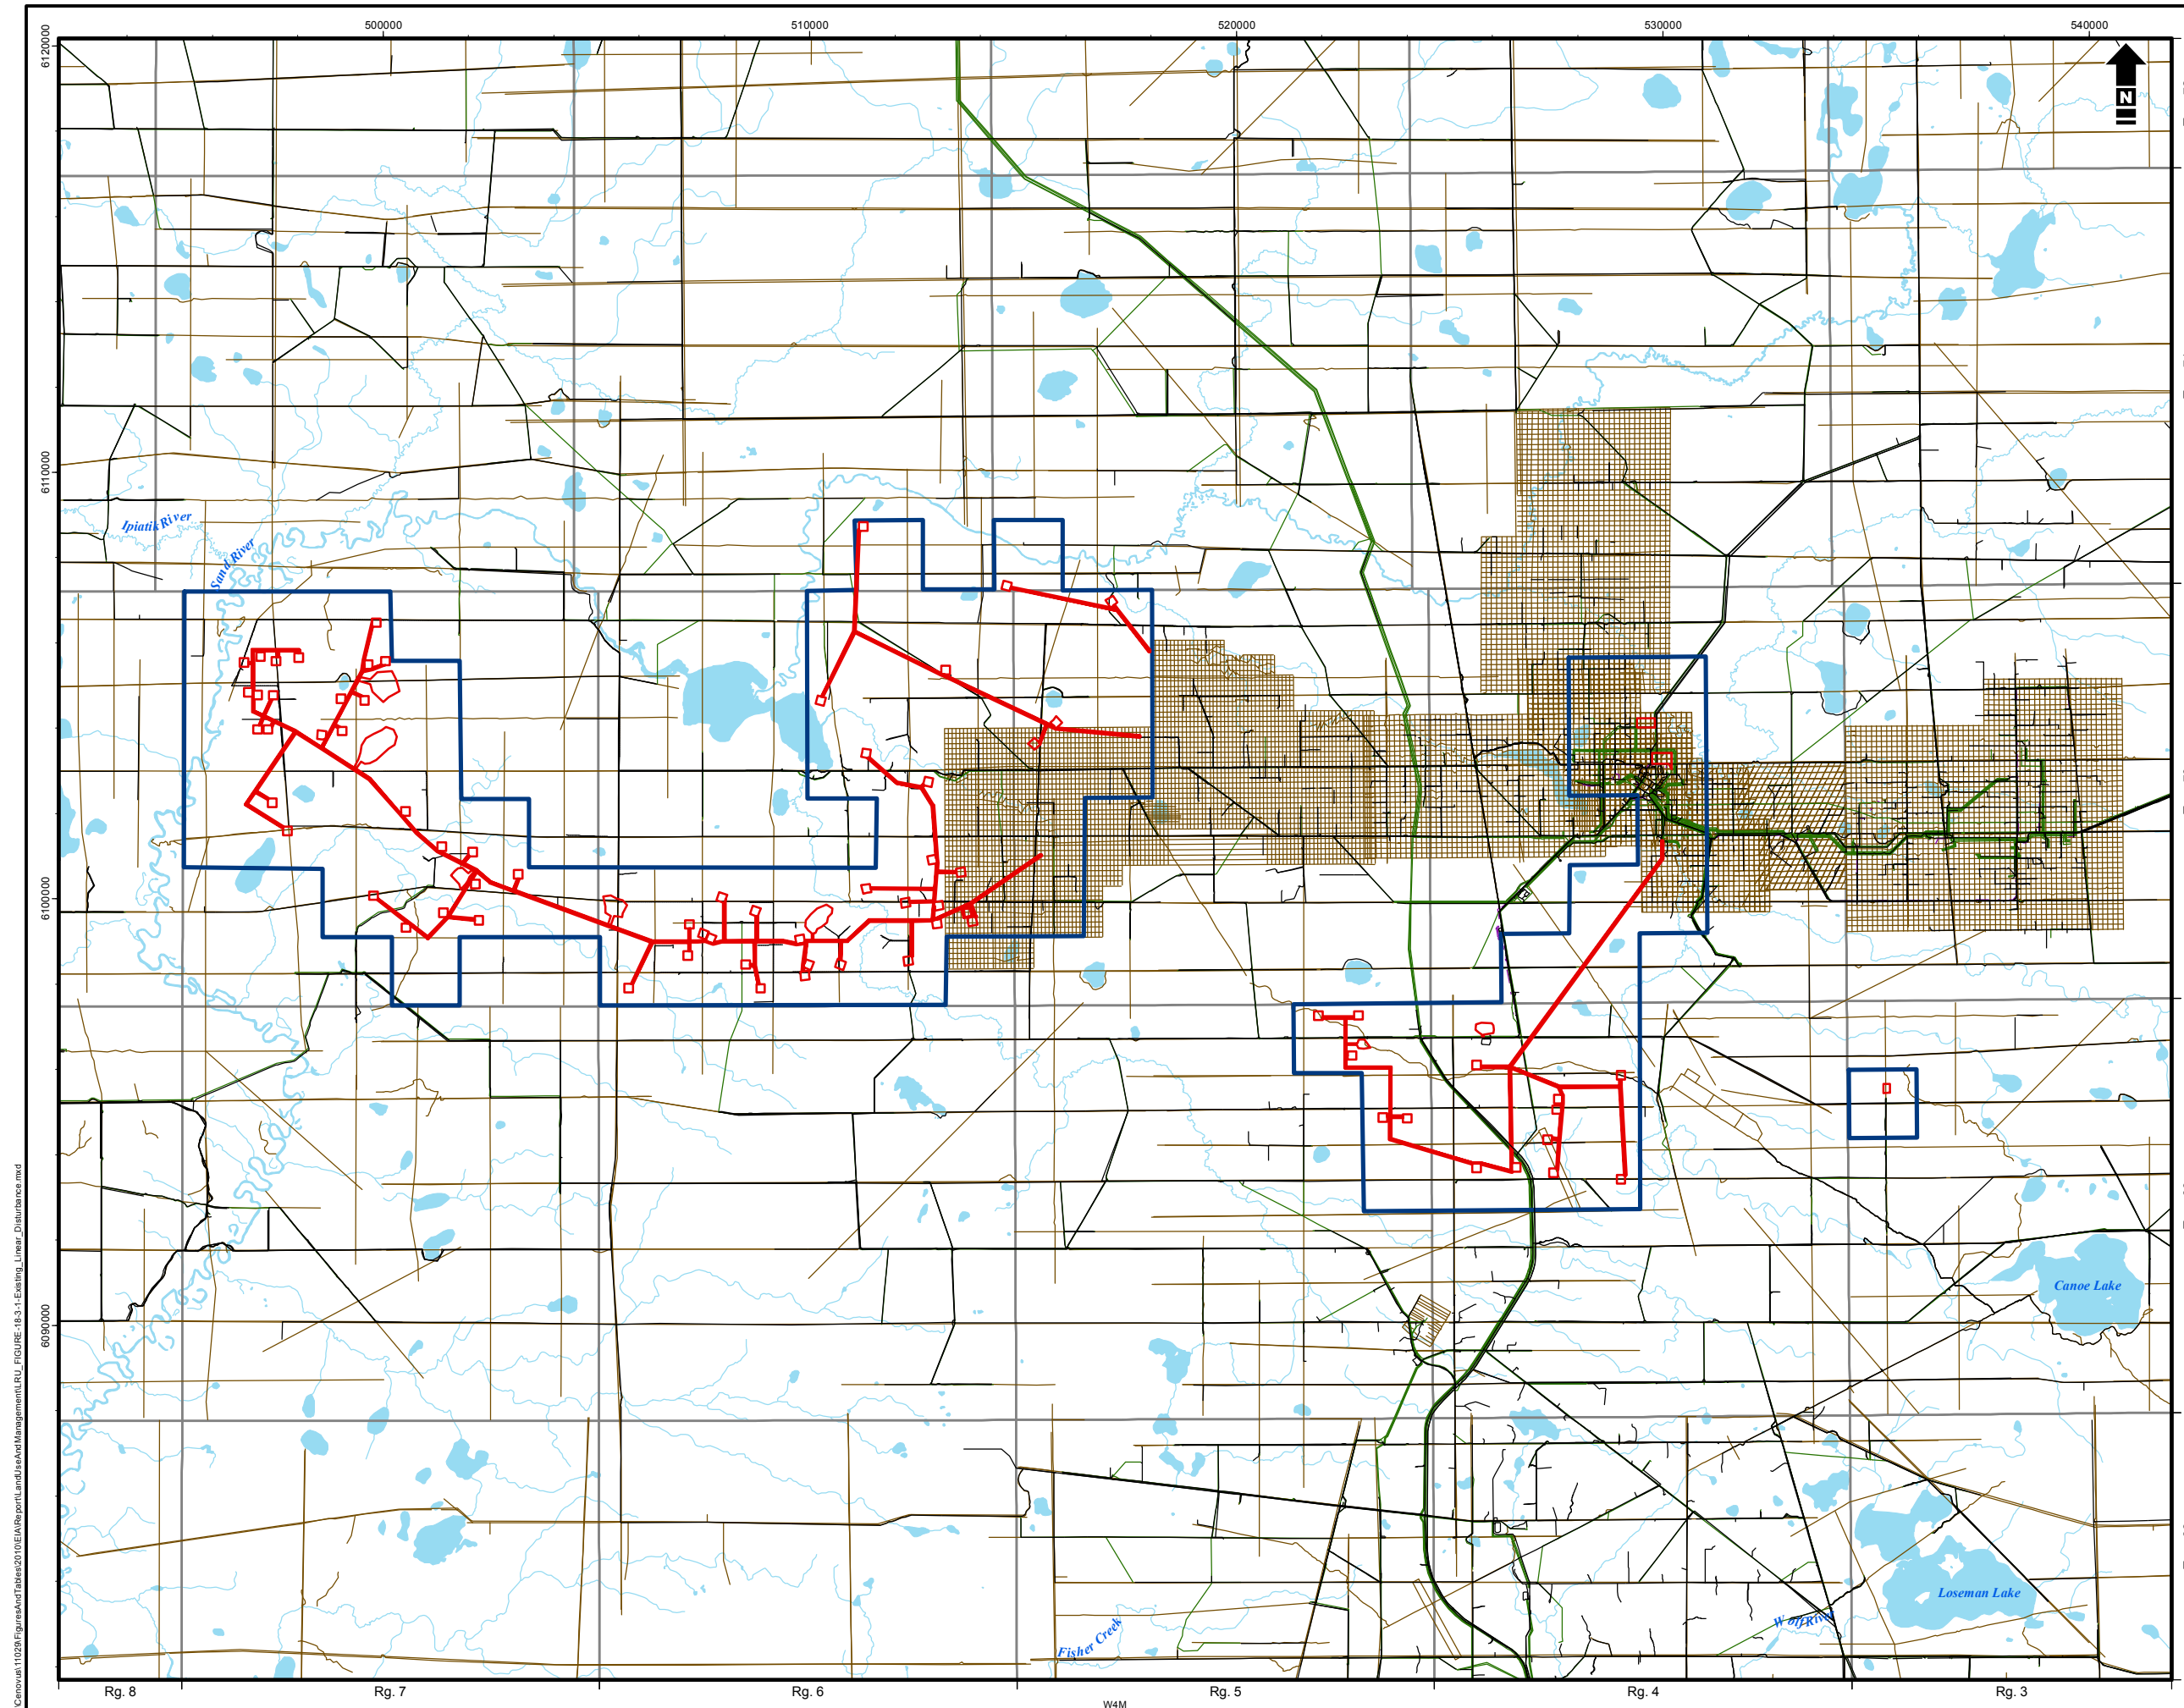 500000
510000
520000
530000
540000
6120000
N
6110000
Ipiatik River
Sand River
6100000
Canoe Lake
6090000
Loseman Lake
Wolf River
Fisher Creek
\Cenovus\11029\FiguresAndTables\2010\EIA\Report\LandUseAndManagement\LRU_FIGURE-18-3-1-Existing_Linear_Disturbance.mxd
Rg. 8
Rg. 7
Rg. 6
Rg. 5
Rg. 4
Rg. 3
W4M